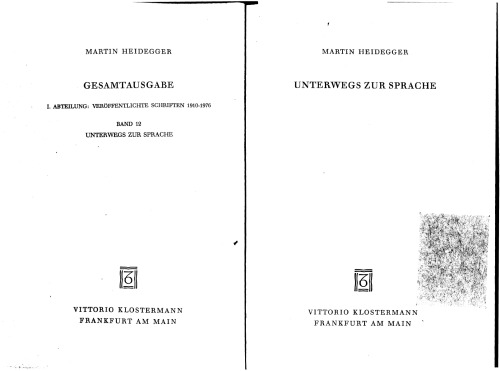 MARTIN HEIDEGGER
GESAMTAUSGABE
I. ABTEILUNG: VERÖFFENTLICHTE SCHRIFTEN 1910-1976
BAND 12
UNTERWEGS ZUR SPRACHE
VITTORIO KLOSTERMANN
FRANKFURT AM MAIN
MARTIN HEIDEGGER
UNTERWEGS ZUR SPRACHE
VITTORIO KLOSTERMANN
FRANKFURT AM MAIN